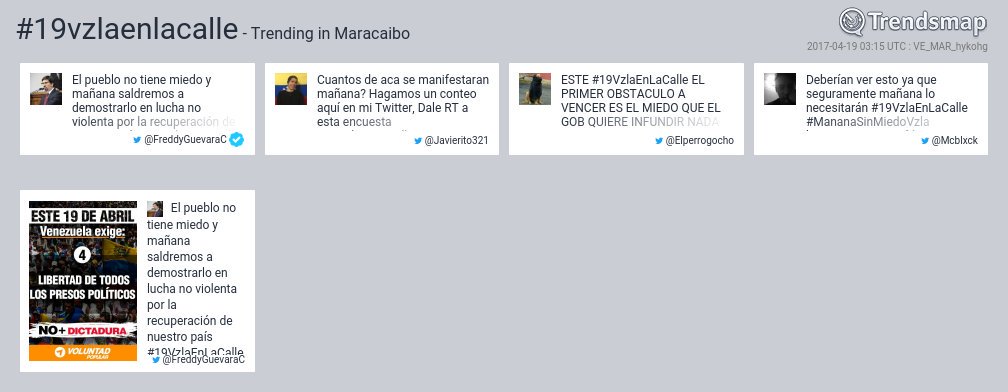 #19vzlaenlacalle - Trending in Maracaibo
Trendsmap
2017-04-19 03:15 UTC : VE_MAR_hykohg
El pueblo no tiene miedo y
mañana saldremos a
demostrarlo en lucha no
violenta por la recuperación de
@FreddyGuevaraC
Cuantos de aca se manifestaran
mañana? Hagamos un conteo
aquí en mi Twitter, Dale RT a
esta encuesta
@Javierito321
ESTE #19VzlaEnLaCalle EL
PRIMER OBSTACULO A
VENCER ES EL MIEDO QUE EL
GOB QUIERE INFUNDIR NADA
@Elperrogocho
Deberían ver esto ya que
seguramente mañana lo
necesitarán #19VzlaEnLaCalle
#MananaSinMiedoVzla
@Mcblxck
ESTE 19 DE ABRIL
Venezuela exige:
4
LIBERTAD DE TODOS
LOS PRESOS POLÍTICOS
NO+ DICTADURA
VOLUNTAD
POPULAR
El pueblo no
tiene miedo y
mañana
saldremos a
demostrarlo en
lucha no violenta
por la
recuperación de
nuestro país
#19VzlaEnLaCalle
@FreddyGuevaraC